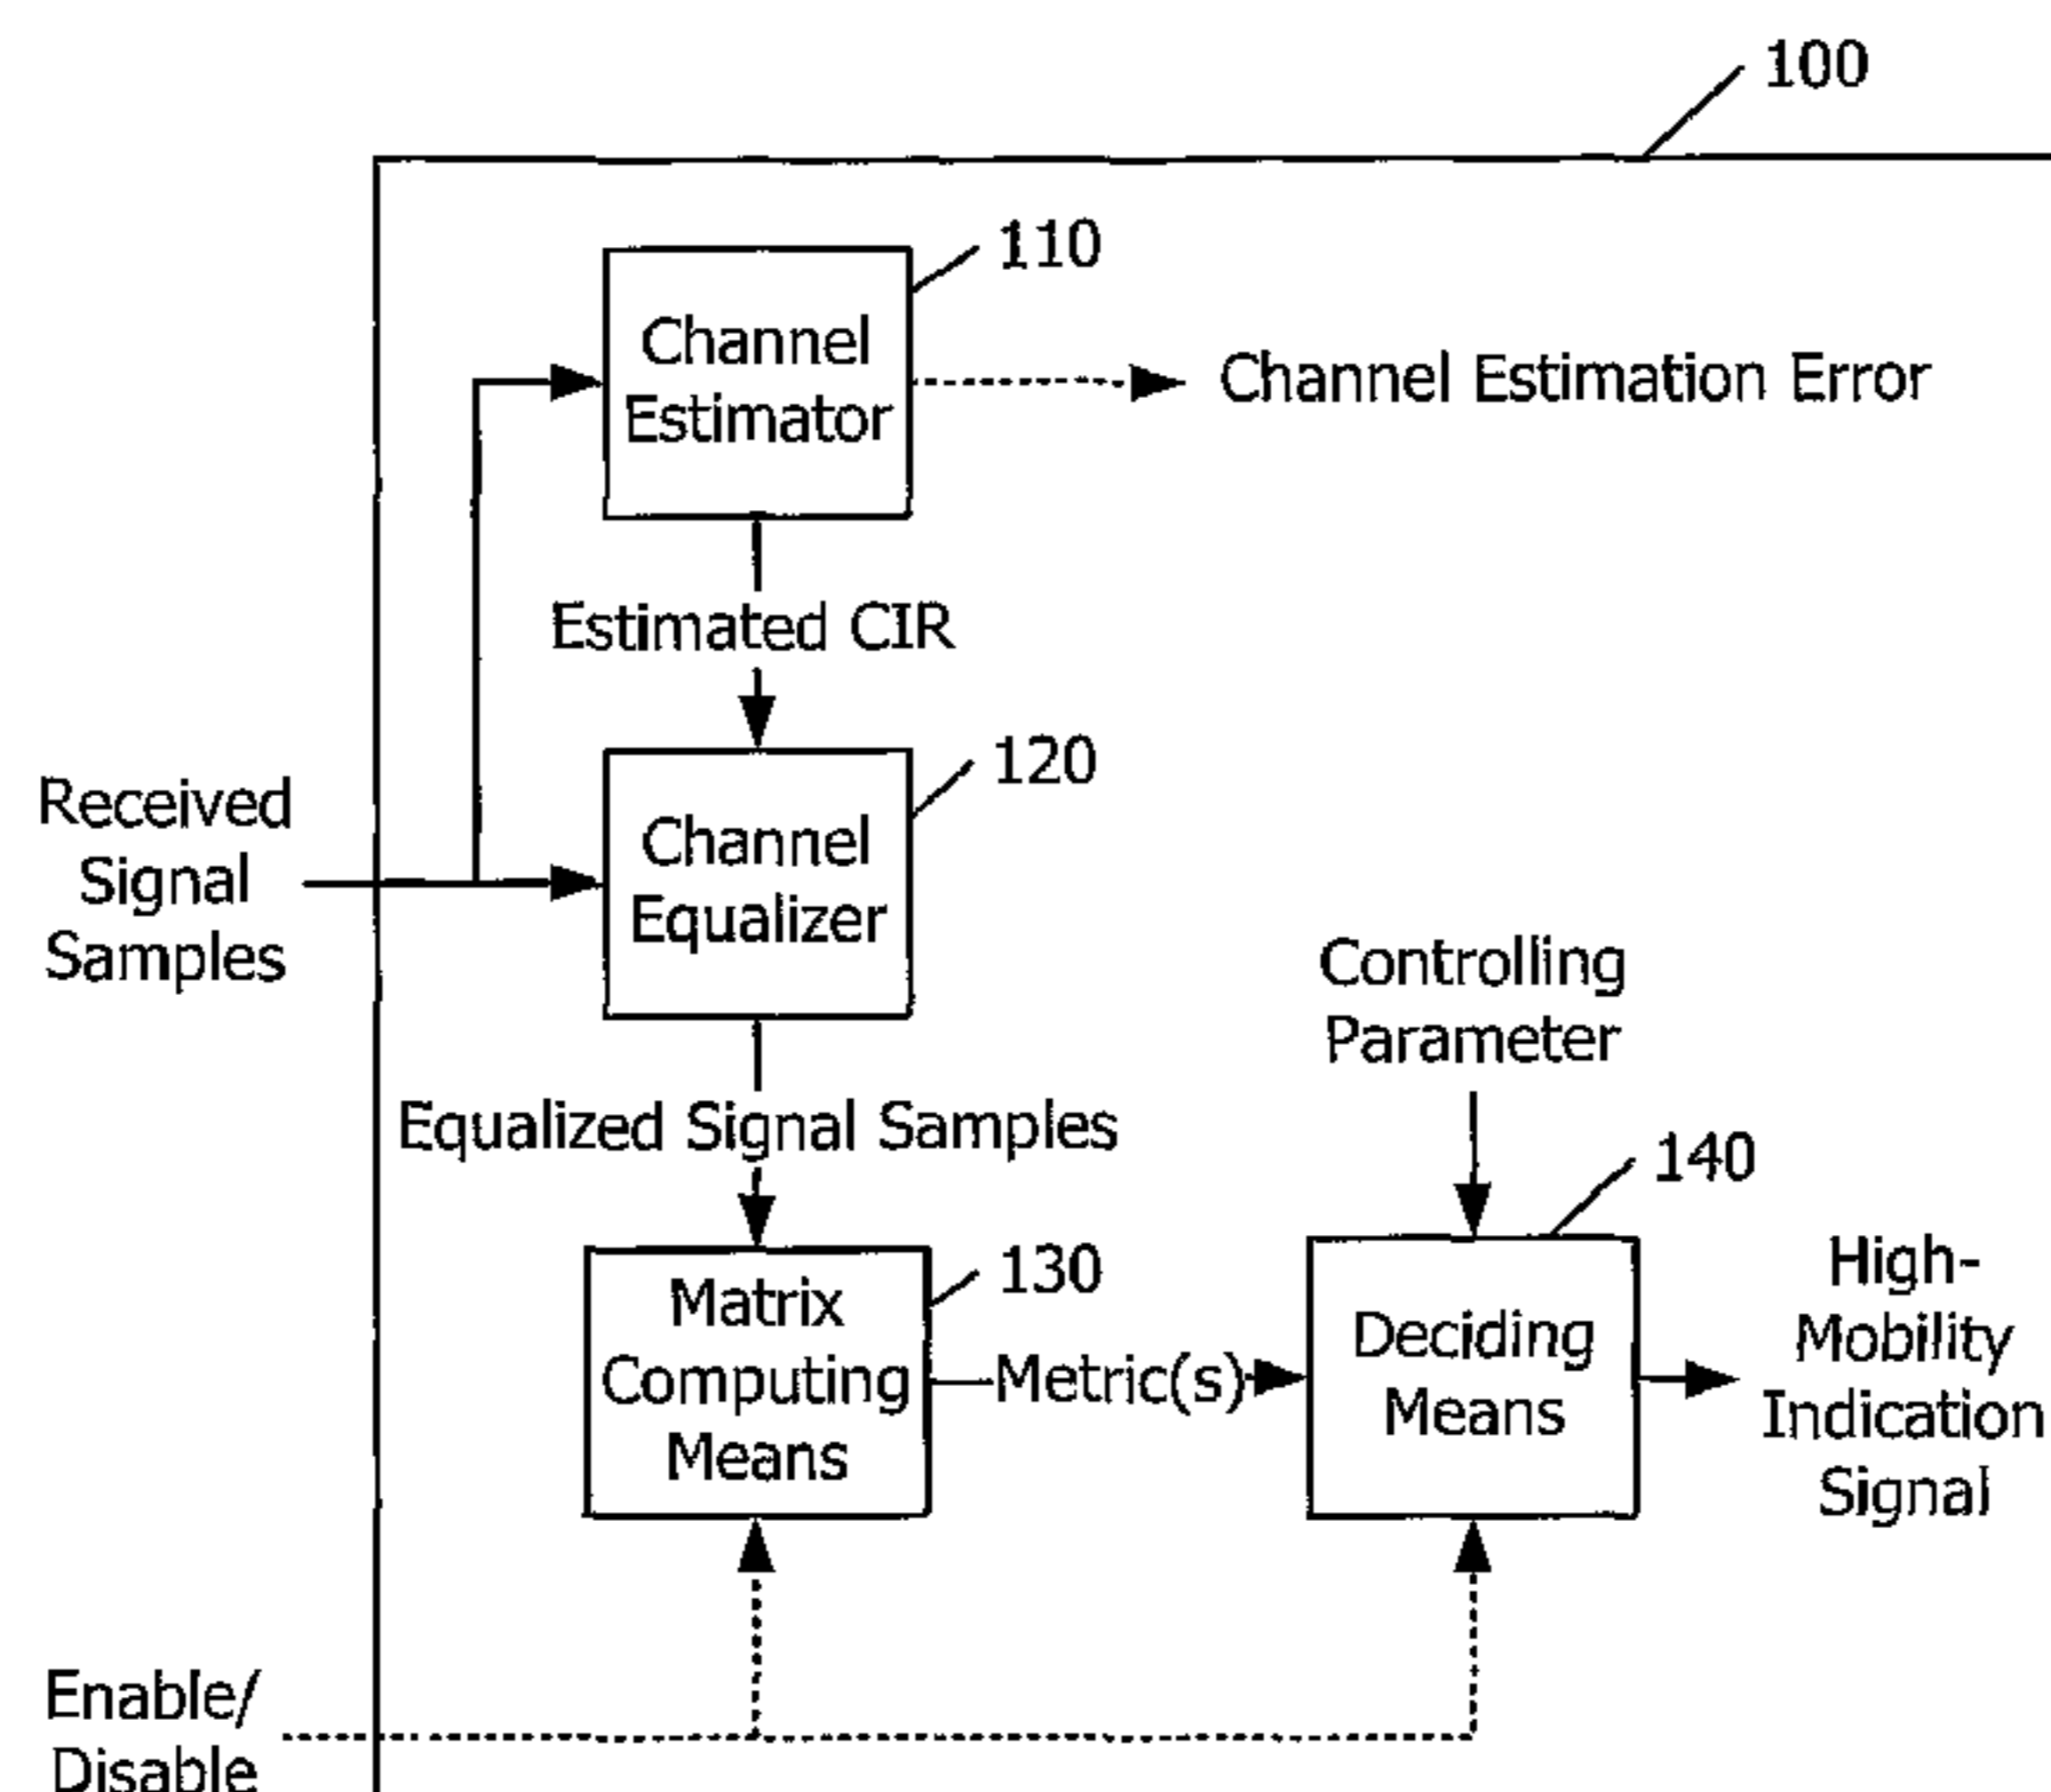 100
110
Channel
Estimator
Channel Estimation Error
Estimated CIR
120
Received
Signal
Samples
Channel
Equalizer
Controlling
Parameter
Equalized Signal Samples
140
130
Matrix
Computing
Means
Metric(s)
Deciding
Means
High-
Mobility
Indication
Signal
Enable/
Disable